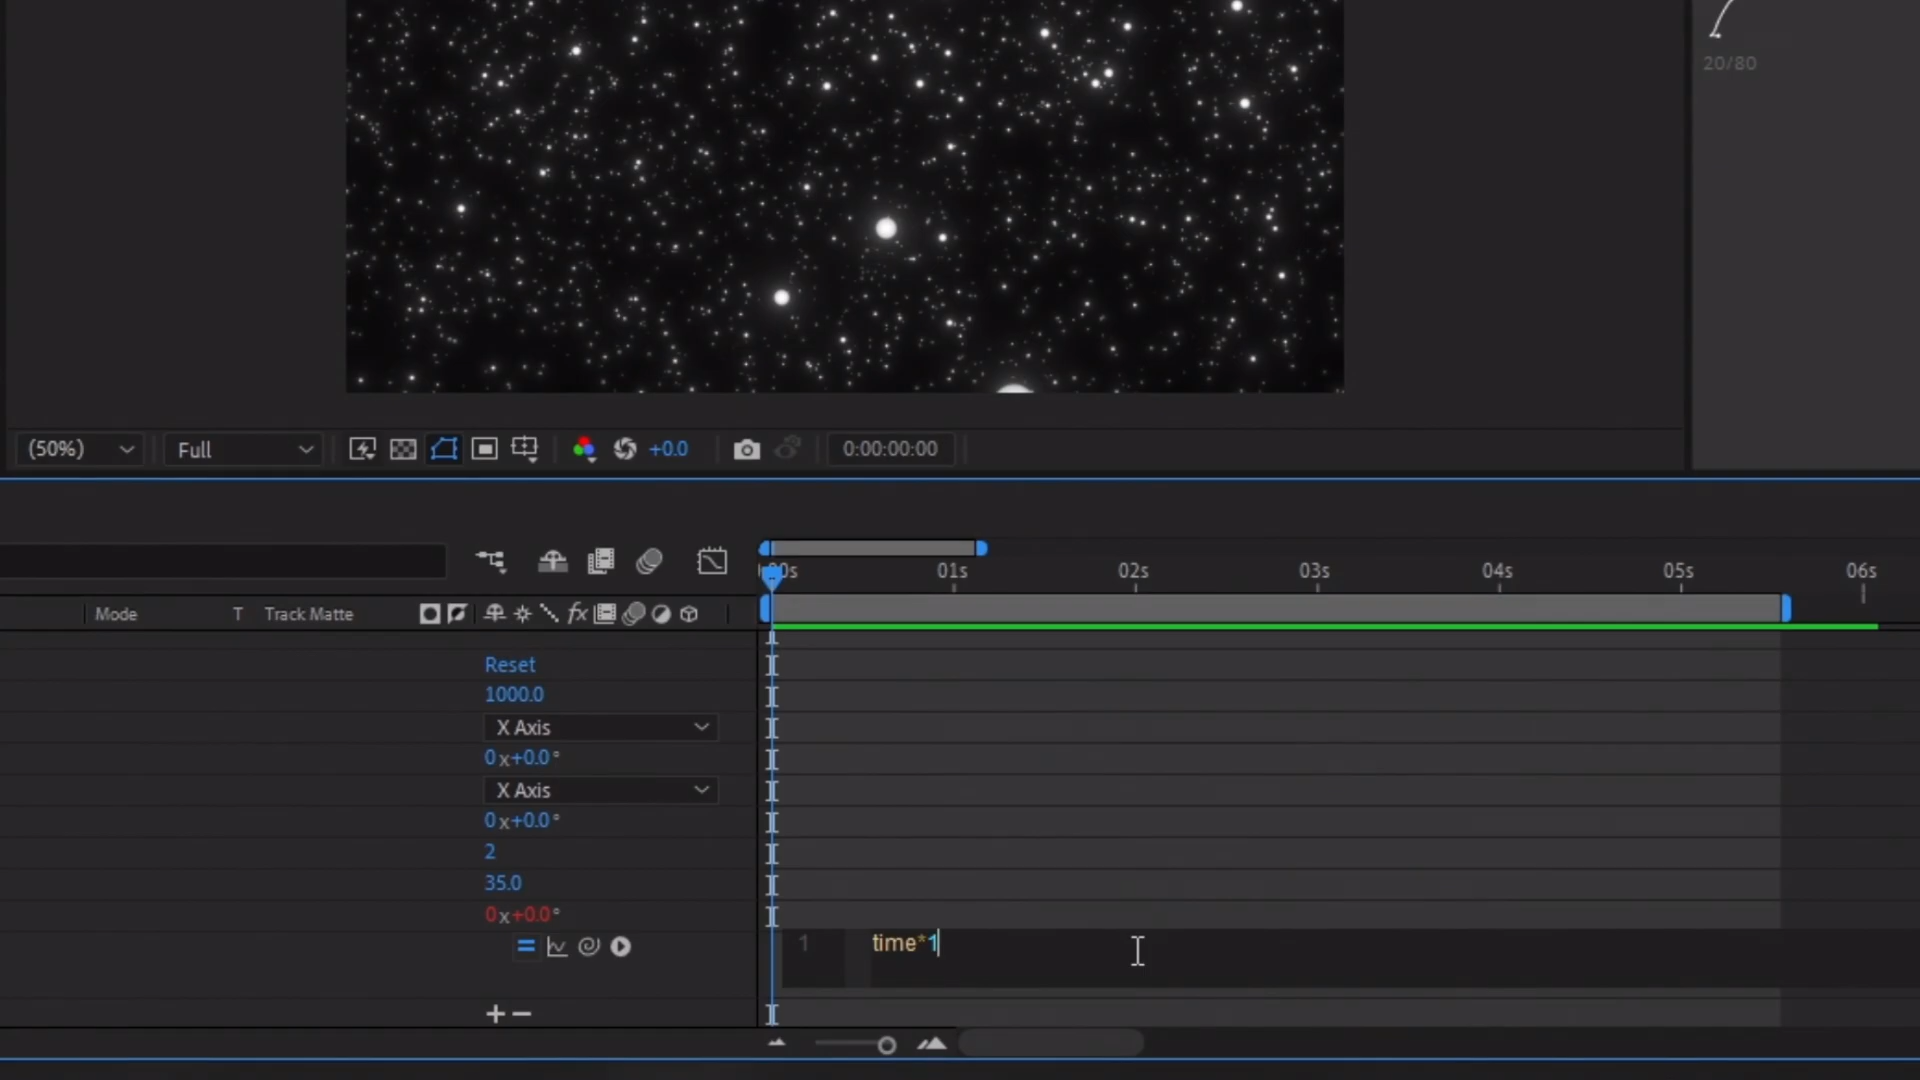 20/80
(50%) Full +0.0 0:00:00:00
00s 01s 02s 03s 04s 05s 06s
Mode T Track Matte fx
Reset
1000.0
X Axis
0x+0.0°
X Axis
0x+0.0°
2
35.0
0x+0.0°
1 time*1